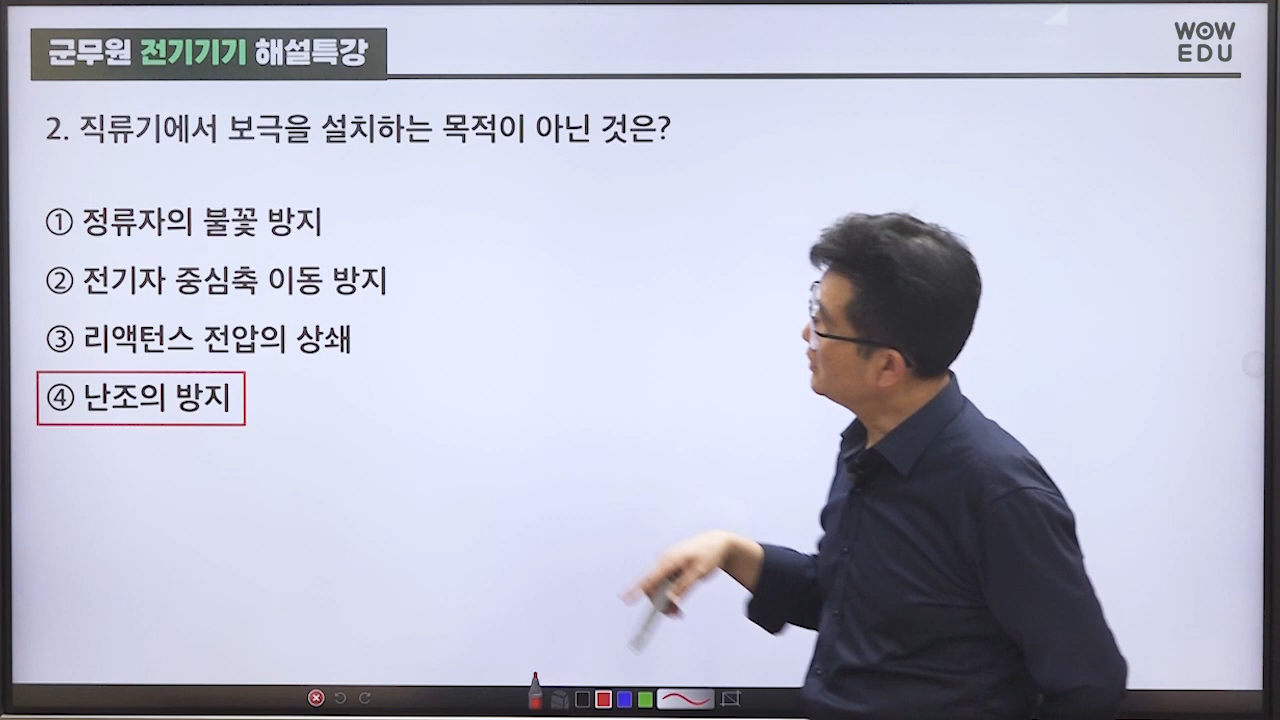 군무원 전기기기 해설특강
WOW
EDU
2. 직류기에서 보극을 설치하는 목적이 아닌 것은?
① 정류자의 불꽃 방지
② 전기자 중심축 이동 방지
③ 리액턴스 전압의 상쇄
④ 난조의 방지